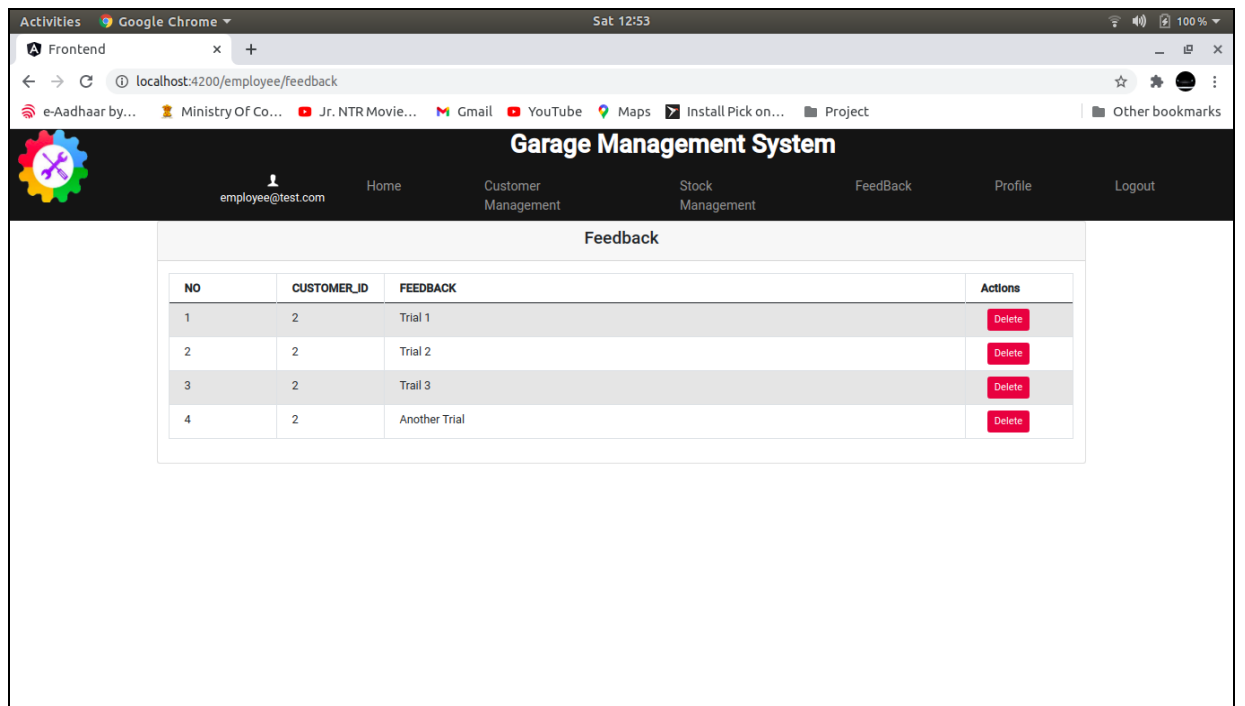 Activities Google Chrome Sat 12:53 100 %
Frontend
localhost:4200/employee/feedback
e-Aadhaar by... Ministry Of Co... Jr. NTR Movie... Gmail YouTube Maps Install Pick on... Project Other bookmarks
Garage Management System
employee@test.com Home Customer Management Stock Management FeedBack Profile Logout
Feedback
NO CUSTOMER_ID FEEDBACK Actions
1 2 Trial 1 Delete
2 2 Trial 2 Delete
3 2 Trail 3 Delete
4 2 Another Trial Delete